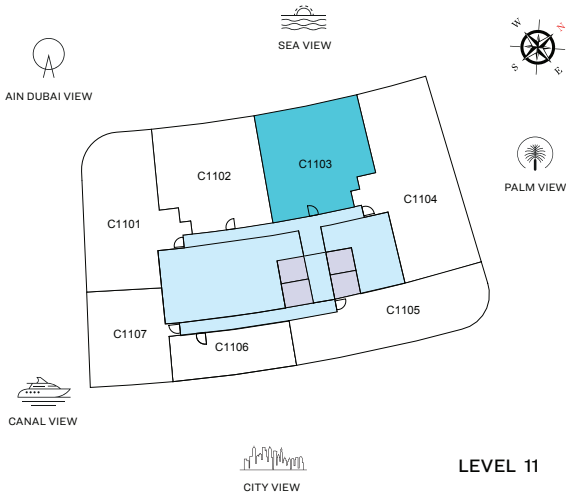 SEA VIEW
W
N
S
E
AIN DUBAI VIEW
PALM VIEW
C1103
C1102
C1104
C1101
C1105
C1107
C1106
CANAL VIEW
CITY VIEW
LEVEL 11